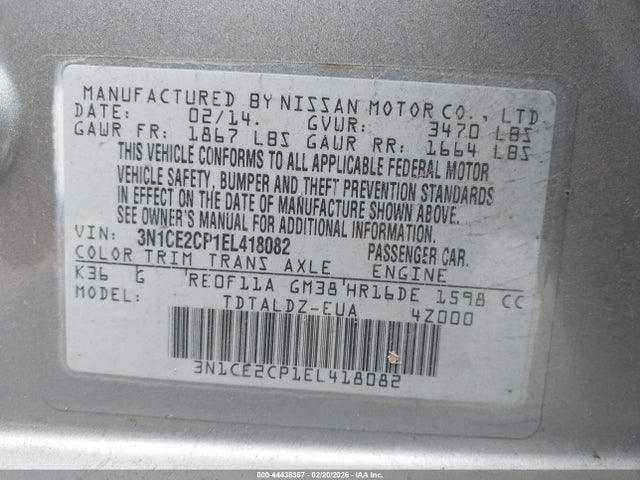 MANUFACTURED BY NISSAN MOTOR CO., LTD
DATE: 02/14. GVWR: 3470 LBS
GAWR FR: 1867 LBS GAWR RR: 1664 LBS
THIS VEHICLE CONFORMS TO ALL APPLICABLE FEDERAL MOTOR
VEHICLE SAFETY, BUMPER AND THEFT PREVENTION STANDARDS
IN EFFECT ON THE DATE OF MANUFACTURE SHOWN ABOVE.
SEE OWNER'S MANUAL FOR ADDITIONAL INFORMATION.
VIN: 3N1CE2CP1EL418082 PASSENGER CAR.
COLOR TRIM TRANS AXLE ENGINE
K36 G RE0F11A GM38 HR16DE 1598 CC
TDTALDZ-EUA 4Z000
3N1CE2CP1EL418082
000-44438367 - 02/20/2026 - IAA Inc.